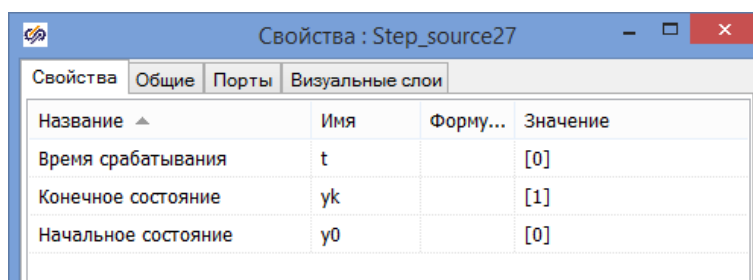 Свойства : Step_source27
Свойства Общие Порты Визуальные слои
Название Имя Форму... Значение
Время срабатывания t [0]
Конечное состояние yk [1]
Начальное состояние y0 [0]